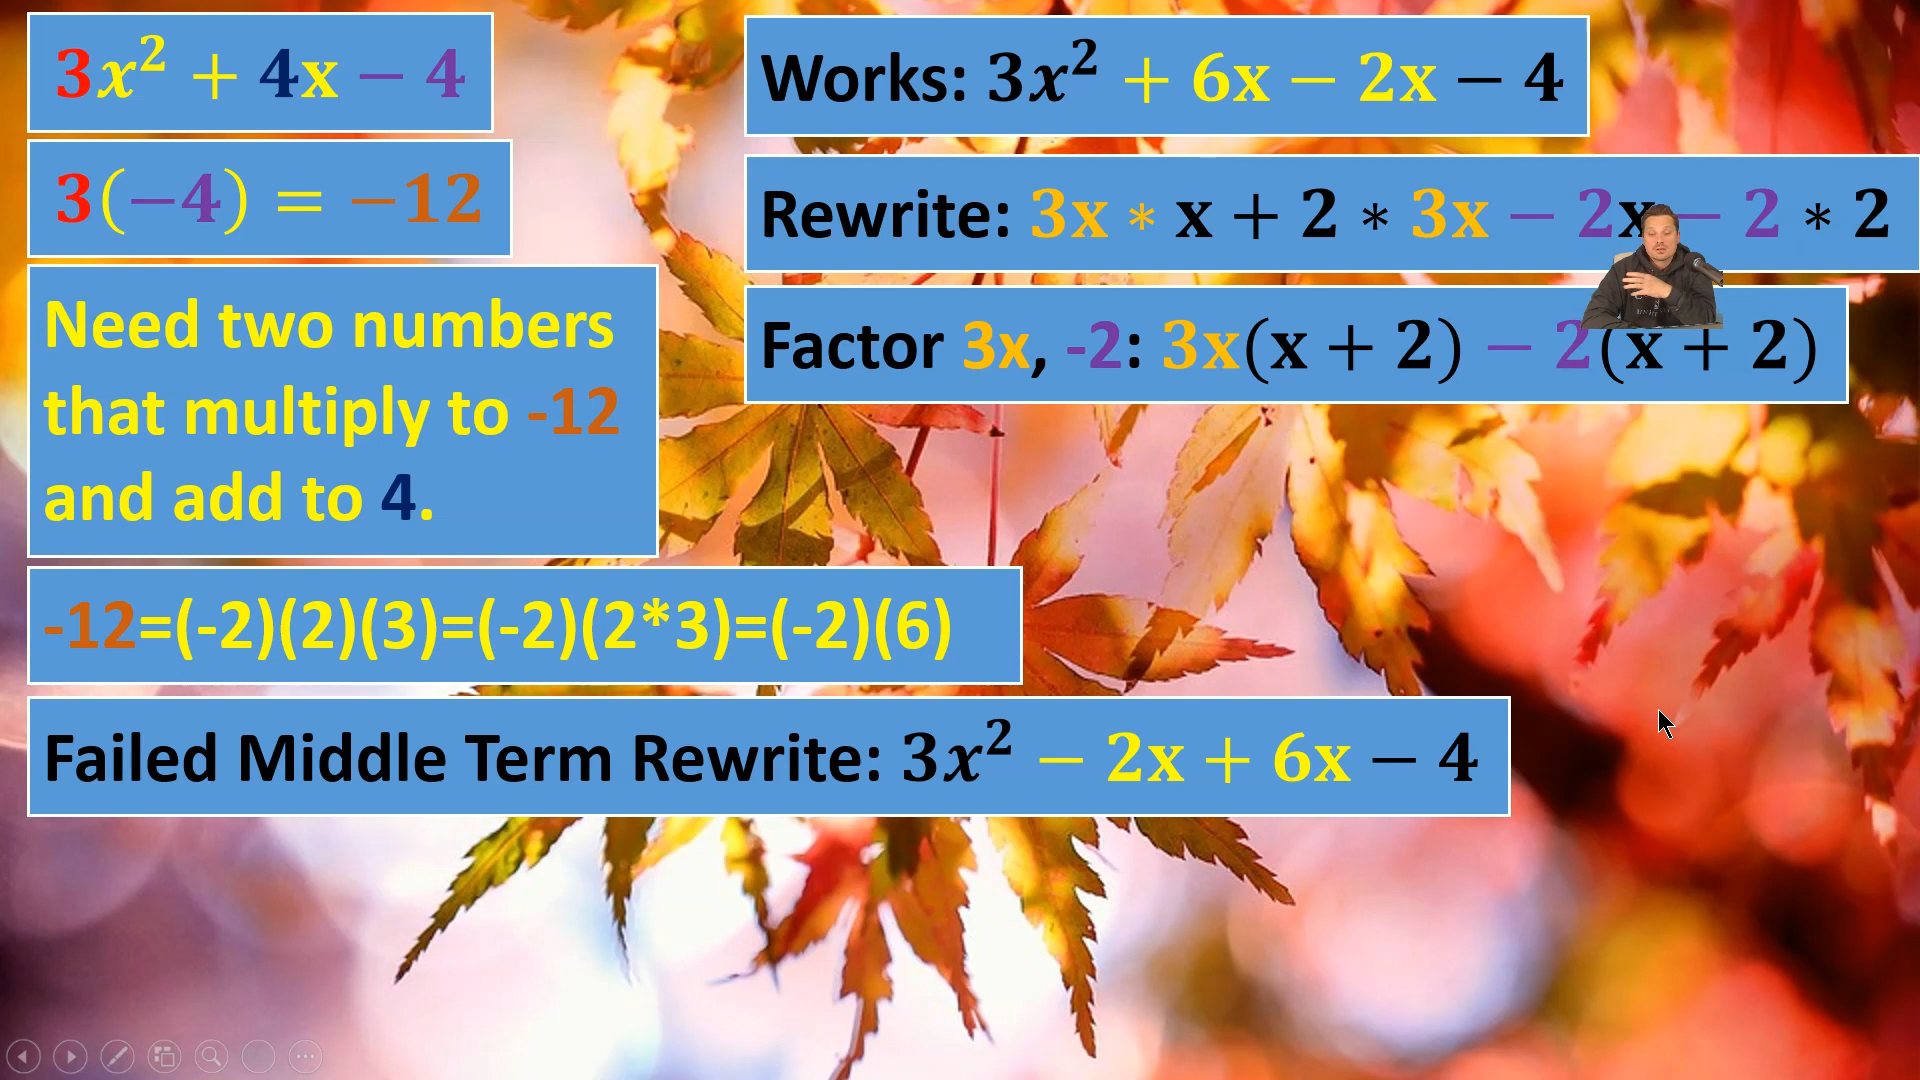 3x² + 4x − 4
3(−4) = −12
Need two numbers
that multiply to -12
and add to 4.
-12=(-2)(2)(3)=(-2)(2*3)=(-2)(6)
Failed Middle Term Rewrite: 3x² − 2x + 6x − 4
Works: 3x² + 6x − 2x − 4
Rewrite: 3x ∗ x + 2 ∗ 3x − 2x − 2 ∗ 2
Factor 3x, -2: 3x(x + 2) − 2(x + 2)